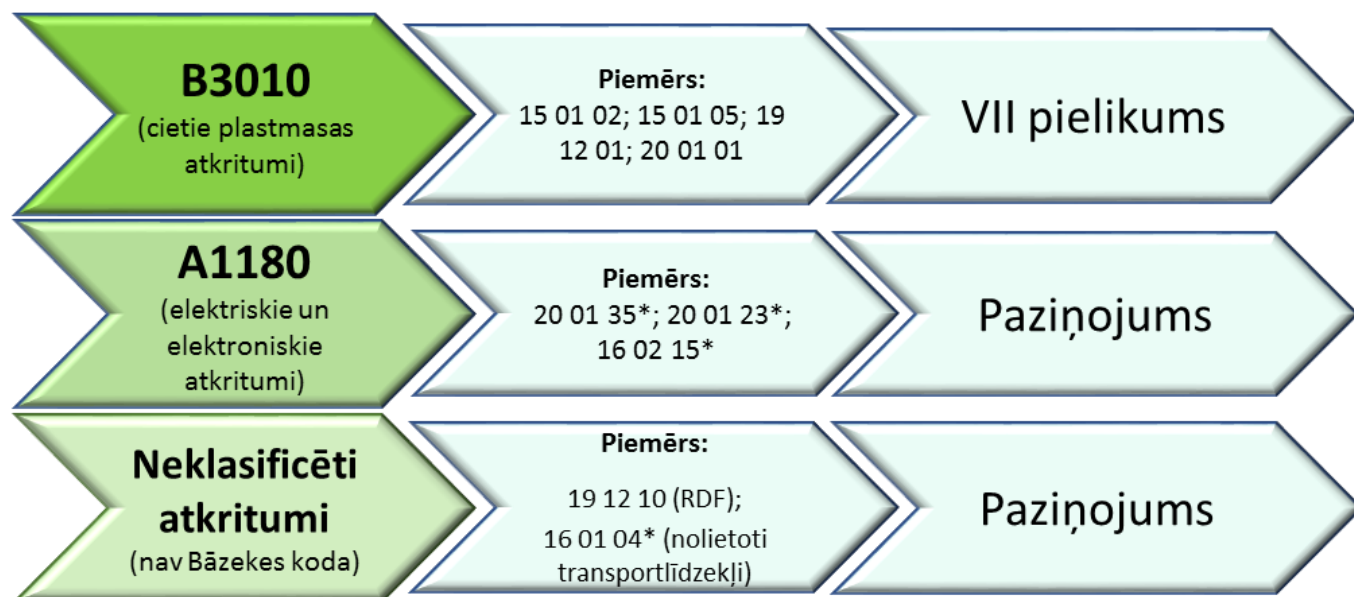 B3010
(cietie plastmasas
atkritumi)
Piemērs:
15 01 02; 15 01 05; 19
12 01; 20 01 01
VII pielikums
A1180
(elektriskie un
elektroniskie
atkritumi)
Piemērs:
20 01 35*; 20 01 23*;
16 02 15*
Paziņojums
Neklasificēti
atkritumi
(nav Bāzekes koda)
Piemērs:
19 12 10 (RDF);
16 01 04* (nolietoti
transportlīdzekļi)
Paziņojums